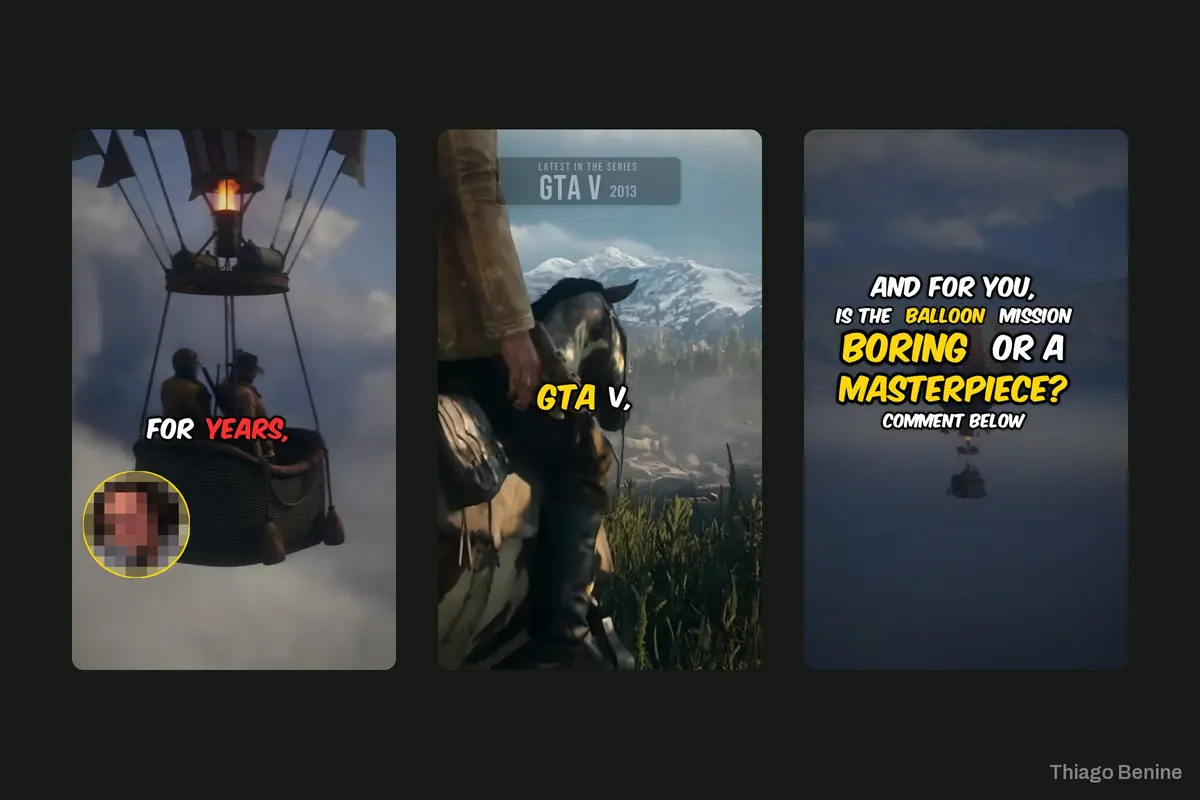 FOR YEARS,
LATEST IN THE SERIES
GTA V 2013
GTA V,
AND FOR YOU,
IS THE BALLOON MISSION
BORING OR A
MASTERPIECE?
COMMENT BELOW
Thiago Benine